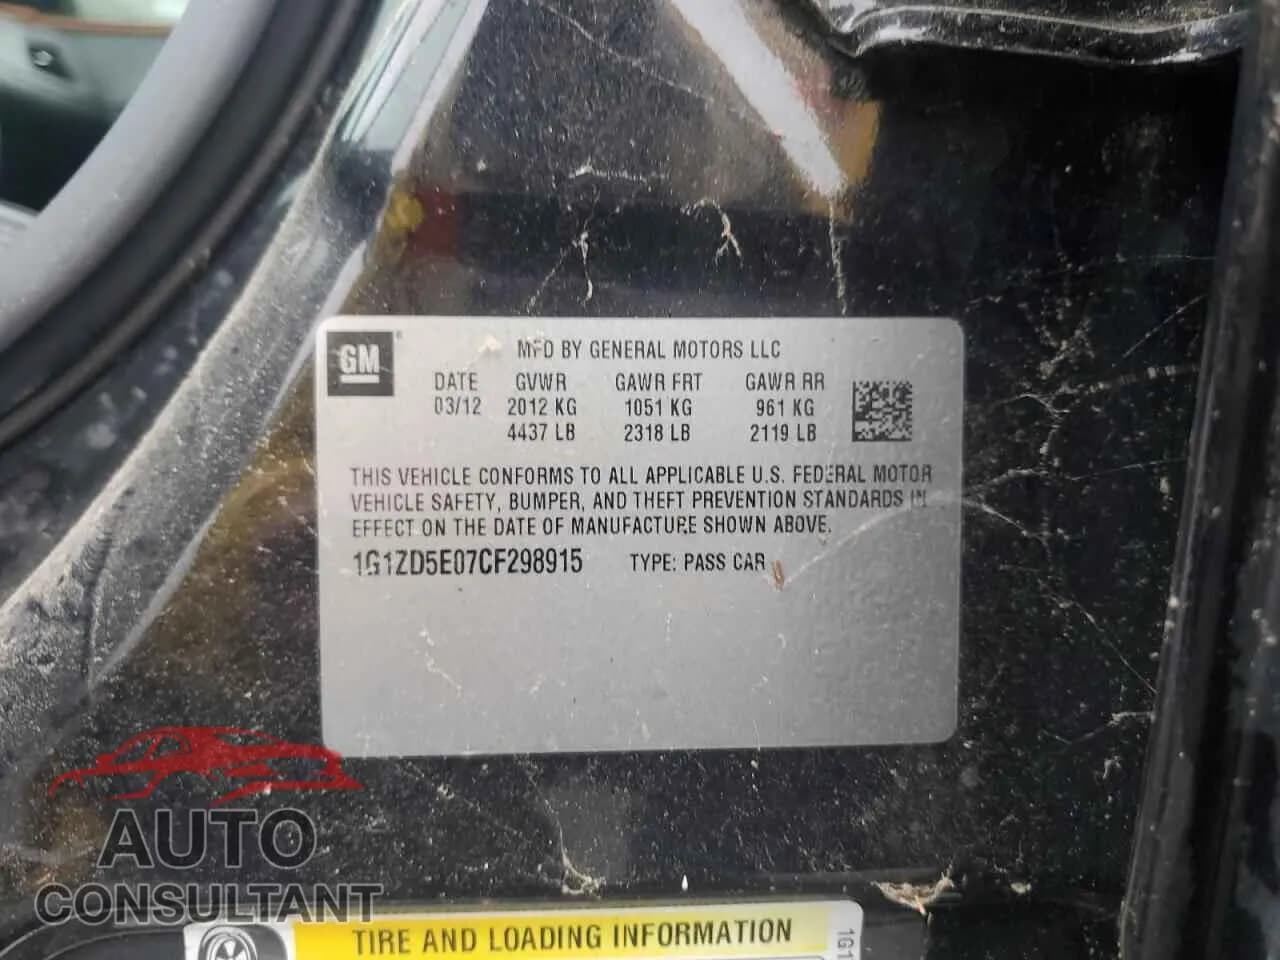 GM ®
MFD BY GENERAL MOTORS LLC
DATE GVWR GAWR FRT GAWR RR
03/12 2012 KG 1051 KG 961 KG
4437 LB 2318 LB 2119 LB
THIS VEHICLE CONFORMS TO ALL APPLICABLE U.S. FEDERAL MOTOR
VEHICLE SAFETY, BUMPER, AND THEFT PREVENTION STANDARDS IN
EFFECT ON THE DATE OF MANUFACTURE SHOWN ABOVE.
1G1ZD5E07CF298915 TYPE: PASS CAR
AUTO
CONSULTANT
TIRE AND LOADING INFORMATION
1G1